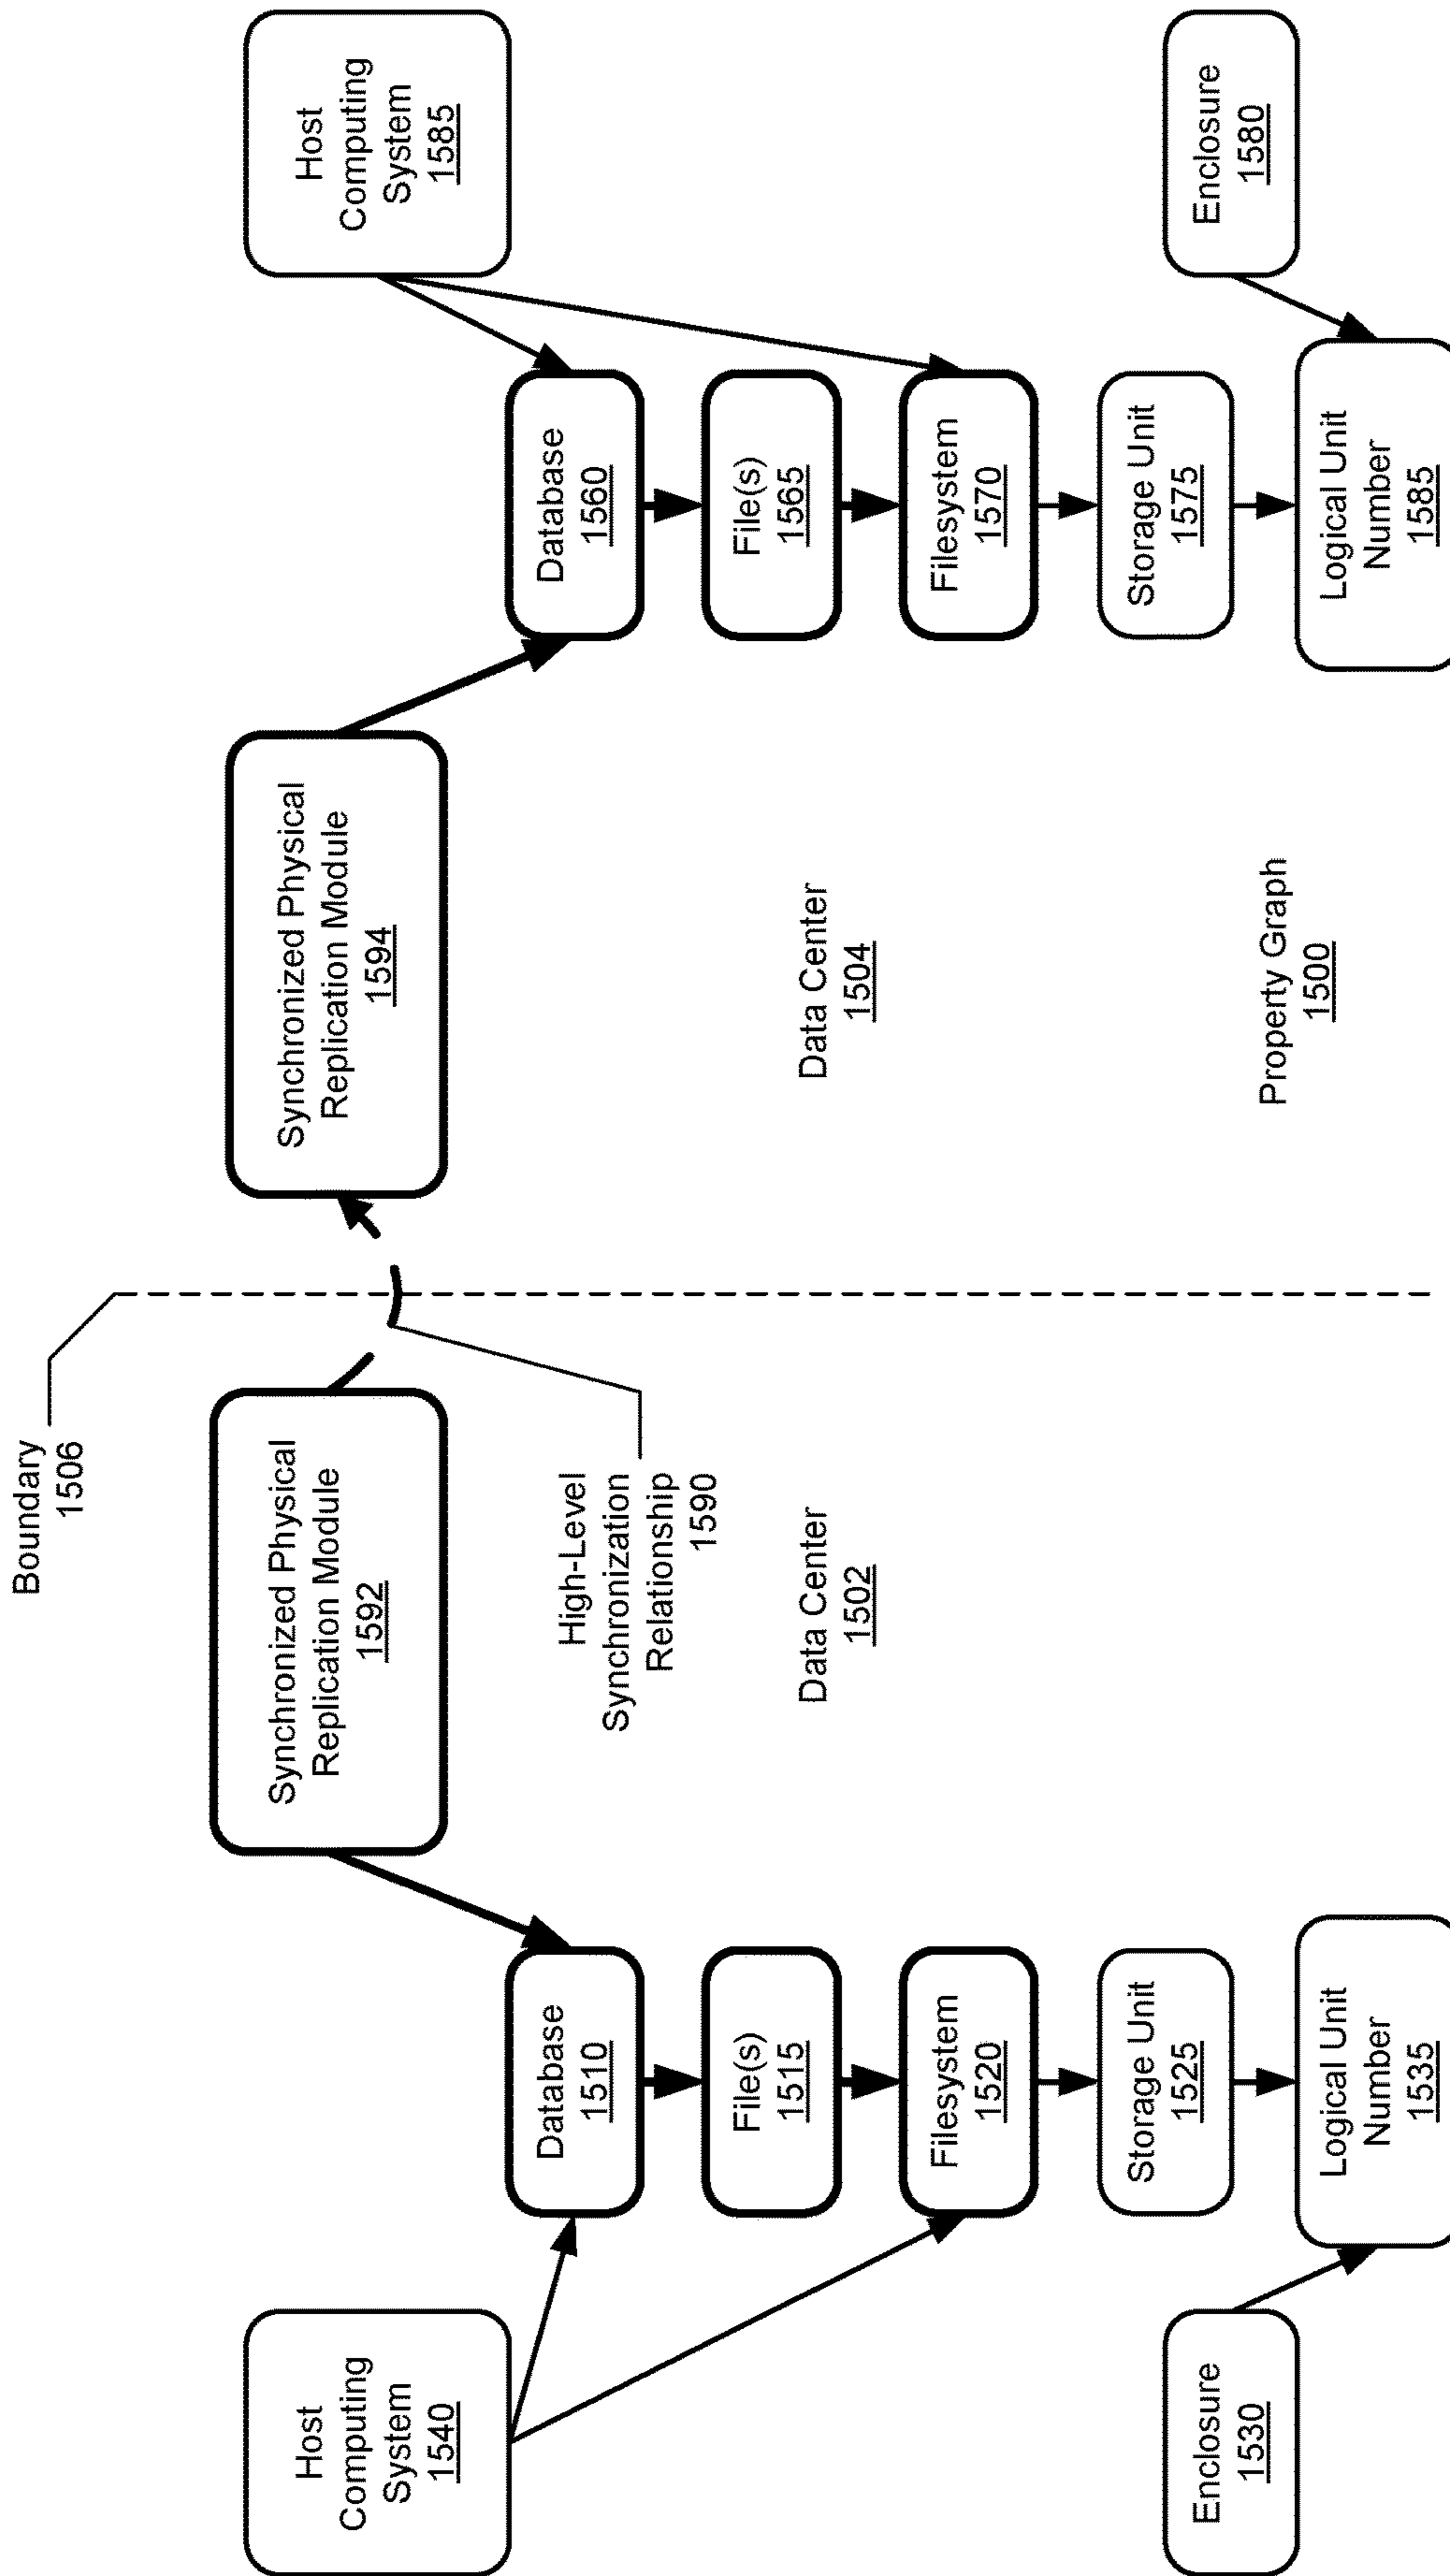 Boundary
1506
Host
Computing
System
1540
Synchronized Physical
Replication Module
1592
Synchronized Physical
Replication Module
1594
Host
Computing
System
1585
Database
1510
High-Level
Synchronization
Relationship
1590
Database
1560
File(s)
1515
File(s)
1565
Data Center
1502
Data Center
1504
Filesystem
1520
Filesystem
1570
Storage Unit
1525
Storage Unit
1575
Enclosure
1530
Property Graph
1500
Enclosure
1580
Logical Unit
Number
1535
Logical Unit
Number
1585